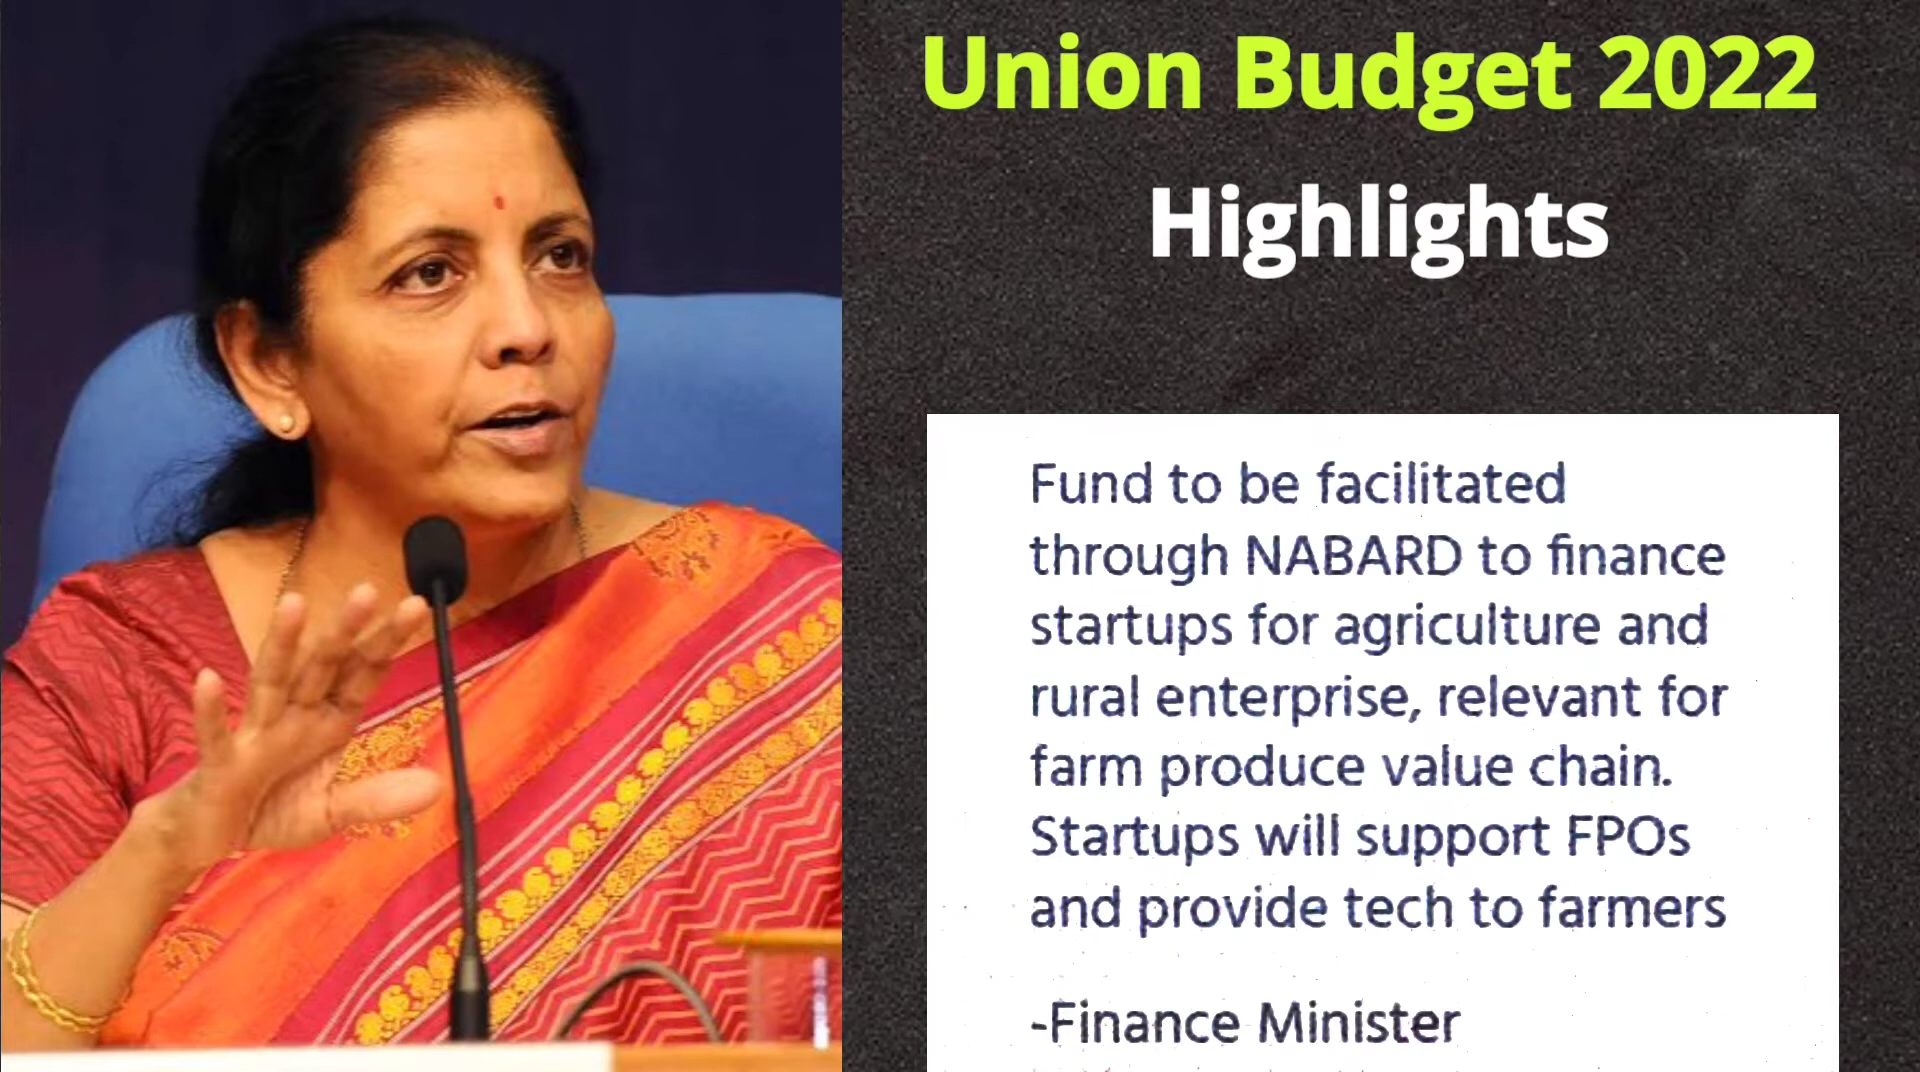 Union Budget 2022
Highlights
Fund to be facilitated
through NABARD to finance
startups for agriculture and
rural enterprise, relevant for
farm produce value chain.
Startups will support FPOs
and provide tech to farmers
-Finance Minister